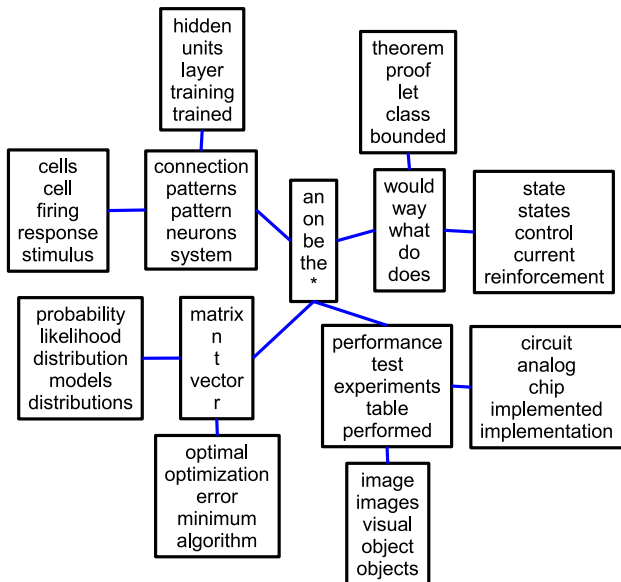 hidden
units
layer
training
trained
theorem
proof
let
class
bounded
cells
cell
firing
response
stimulus
connection
patterns
pattern
neurons
system
an
on
be
the
*
would
way
what
do
does
state
states
control
current
reinforcement
probability
likelihood
distribution
models
distributions
matrix
n
t
vector
r
performance
test
experiments
table
performed
circuit
analog
chip
implemented
implementation
optimal
optimization
error
minimum
algorithm
image
images
visual
object
objects